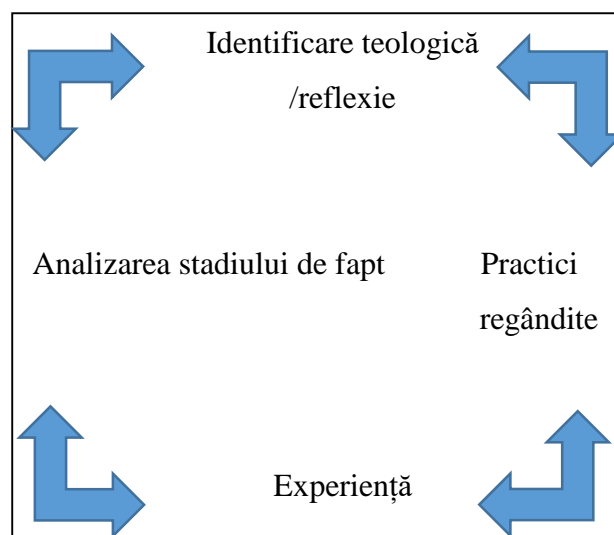 Identificare teologică
/reflexie
Analizarea stadiului de fapt
Practici
regândite
Experiență